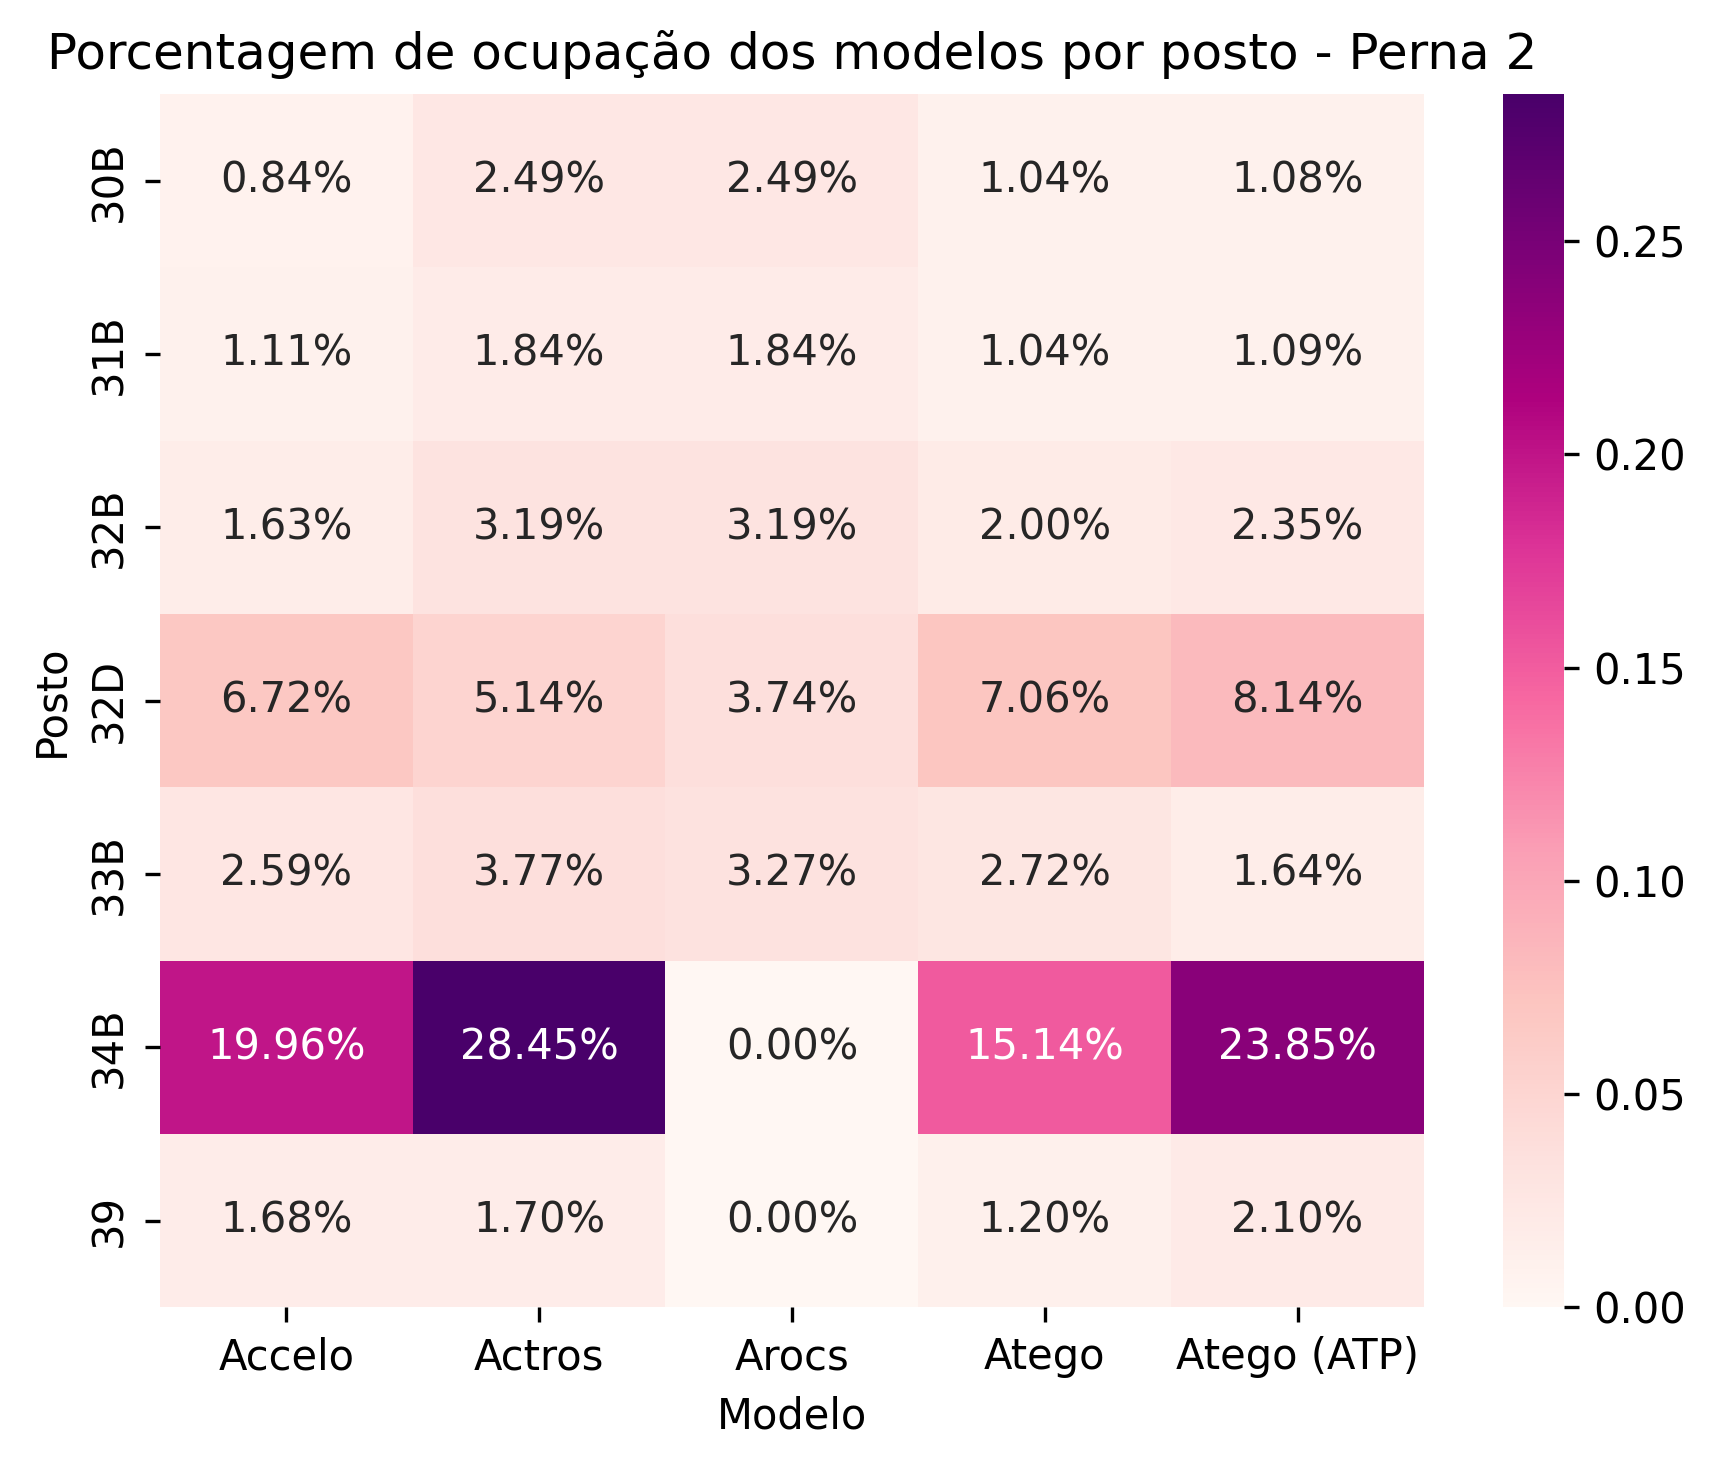 Porcentagem de ocupação dos modelos por posto - Perna 2
Posto
30B 0.84% 2.49% 2.49% 1.04% 1.08%
31B 1.11% 1.84% 1.84% 1.04% 1.09%
32B 1.63% 3.19% 3.19% 2.00% 2.35%
32D 6.72% 5.14% 3.74% 7.06% 8.14%
33B 2.59% 3.77% 3.27% 2.72% 1.64%
34B 19.96% 28.45% 0.00% 15.14% 23.85%
39 1.68% 1.70% 0.00% 1.20% 2.10%
Accelo Actros Arocs Atego Atego (ATP)
Modelo
0.25
0.20
0.15
0.10
0.05
0.00